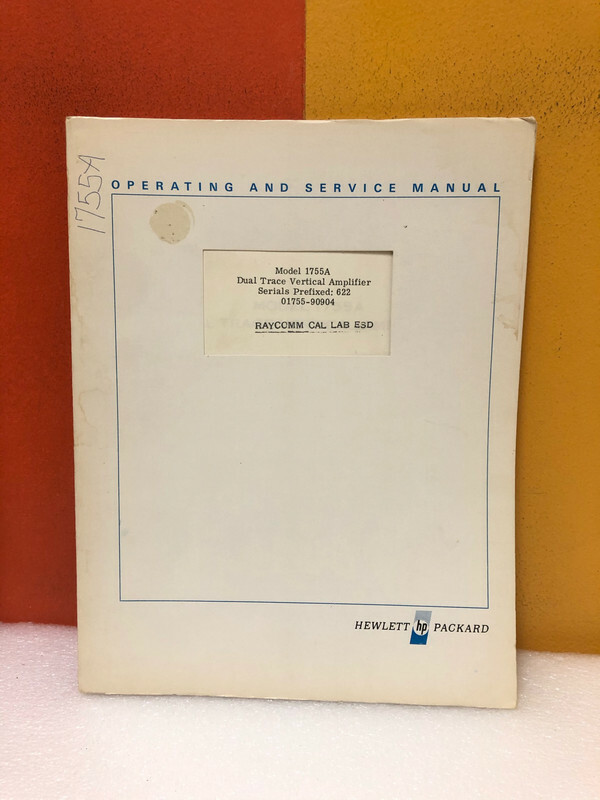 1755A
OPERATING AND SERVICE MANUAL
Model 1755A
Dual Trace Vertical Amplifier
Serials Prefixed: 622
01755-90904
RAYCOMM CAL LAB ESD
HEWLETT hp PACKARD